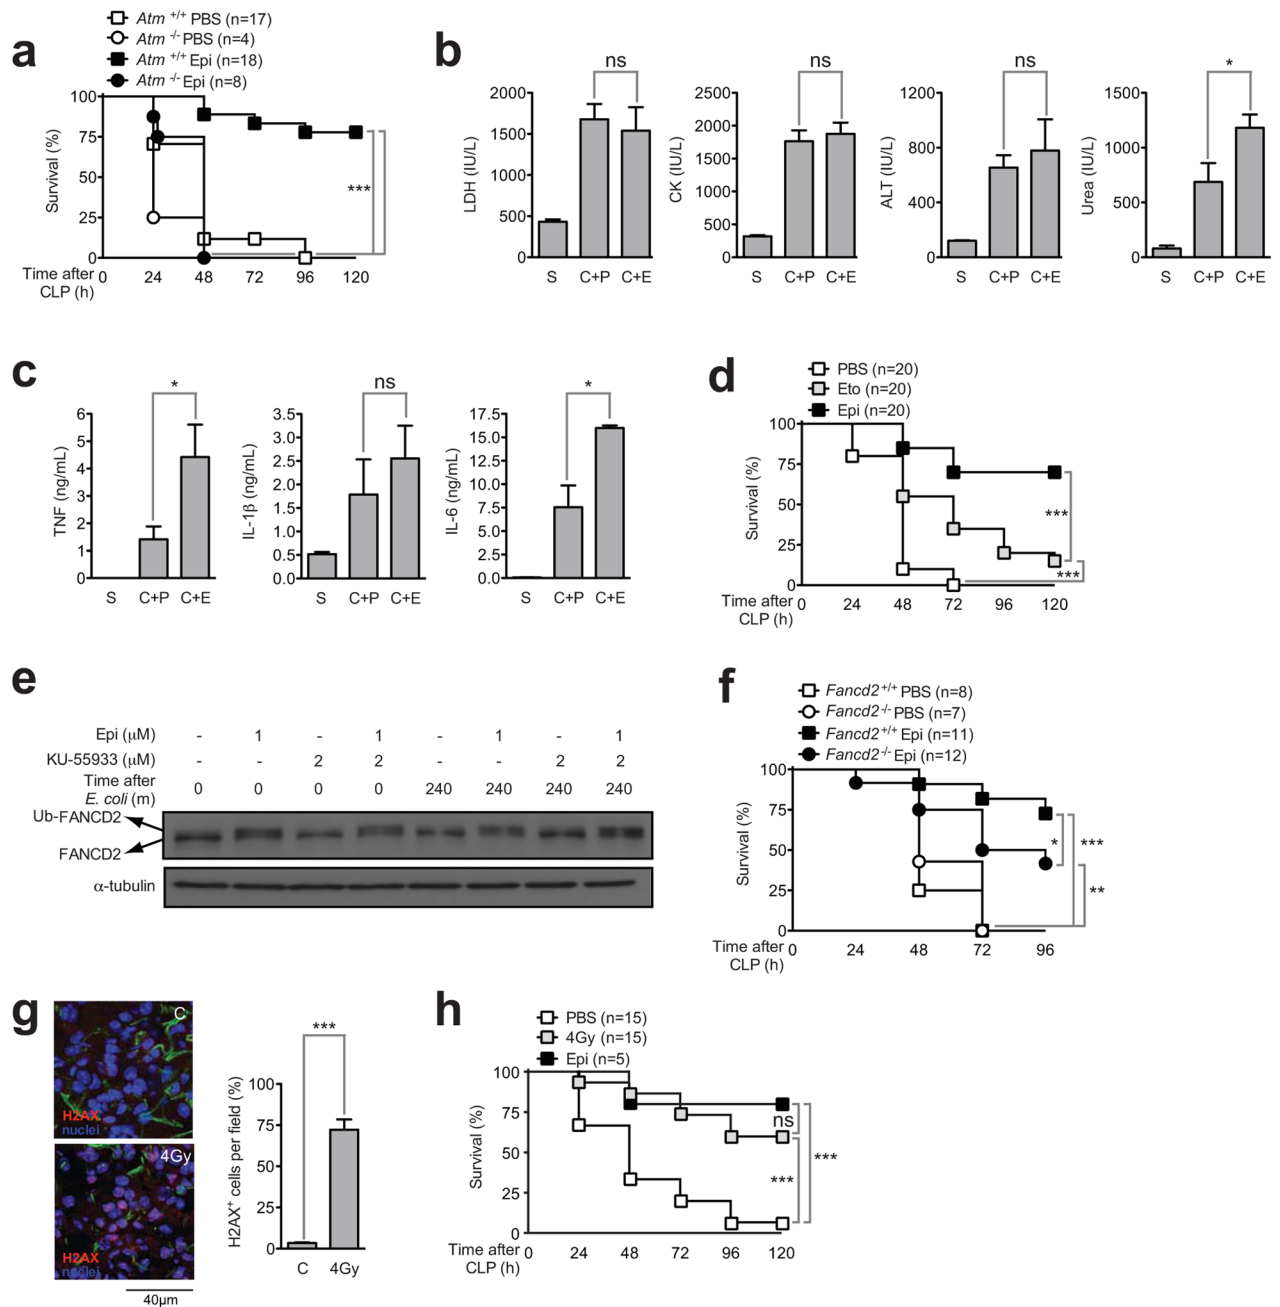 a
Atm +/+ PBS (n=17)
Atm -/- PBS (n=4)
Atm +/+ Epi (n=18)
Atm -/- Epi (n=8)
Survival (%)
100
75
50
25
0
***
Time after
CLP (h)
0 24 48 72 96 120
b
ns
LDH (IU/L)
2000
1500
1000
500
0
S C+P C+E
ns
CK (IU/L)
2500
2000
1500
1000
500
0
S C+P C+E
ns
ALT (IU/L)
1200
800
400
0
S C+P C+E
*
Urea (IU/L)
1500
1000
500
0
S C+P C+E
c
*
TNF (ng/mL)
6
5
4
3
2
1
0
S C+P C+E
ns
IL-1β (ng/mL)
3.5
3.0
2.5
2.0
1.5
1.0
0.5
0.0
S C+P C+E
*
IL-6 (ng/mL)
17.5
15.0
12.5
10.0
7.5
5.0
2.5
0.0
S C+P C+E
d
PBS (n=20)
Eto (n=20)
Epi (n=20)
Survival (%)
100
75
50
25
0
***
***
Time after
CLP (h)
0 24 48 72 96 120
e
Epi (μM) - 1 - 1 - 1 - 1
KU-55933 (μM) - - 2 2 - - 2 2
Time after
E. coli (m) 0 0 0 0 240 240 240 240
Ub-FANCD2
FANCD2
α-tubulin
f
Fancd2+/+ PBS (n=8)
Fancd2-/- PBS (n=7)
Fancd2+/+ Epi (n=11)
Fancd2-/- Epi (n=12)
Survival (%)
100
75
50
25
0
* ***
**
Time after
CLP (h)
0 24 48 72 96
g
C
H2AX
nuclei
4Gy
H2AX
nuclei
40μm
***
H2AX+ cells per field (%)
100
75
50
25
0
C 4Gy
h
PBS (n=15)
4Gy (n=15)
Epi (n=5)
Survival (%)
100
75
50
25
0
ns
***
***
Time after
CLP (h)
0 24 48 72 96 120